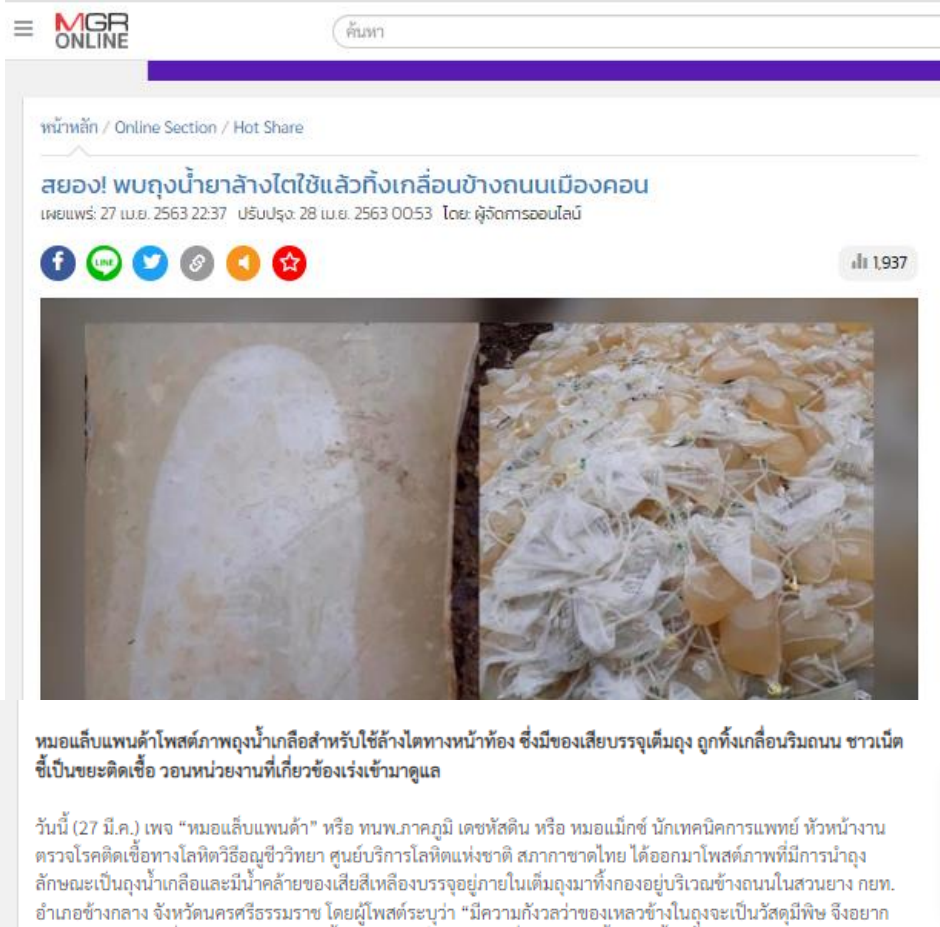 MGR
ONLINE
ค้นหา
หน้าหลัก / Online Section / Hot Share
สยอง! พบถุงน้ำยาล้างไตใช้แล้วทิ้งเกลื่อนข้างถนนเมืองคอน
เผยแพร่: 27 เม.ย. 2563 22:37 ปรับปรุง: 28 เม.ย. 2563 00:53 โดย: ผู้จัดการออนไลน์
LINE
1,937
หมอแล็บแพนด้าโพสต์ภาพถุงน้ำเกลือสำหรับใช้ล้างไตทางหน้าท้อง ซึ่งมีของเสียบรรจุเต็มถุง ถูกทิ้งเกลื่อนริมถนน ชาวเน็ต
ชี้เป็นขยะติดเชื้อ วอนหน่วยงานที่เกี่ยวข้องเร่งเข้ามาดูแล
วันนี้ (27 มี.ค.) เพจ “หมอแล็บแพนด้า” หรือ ทนพ.ภาคภูมิ เดชหัสดิน หรือ หมอแม็กซ์ นักเทคนิคการแพทย์ หัวหน้างาน
ตรวจโรคติดเชื้อทางโลหิตวิธีอณูชีววิทยา ศูนย์บริการโลหิตแห่งชาติ สภากาชาดไทย ได้ออกมาโพสต์ภาพที่มีการนำถุง
ลักษณะเป็นถุงน้ำเกลือและมีน้ำคล้ายของเสียสีเหลืองบรรจุอยู่ภายในเต็มถุงมาทิ้งกองอยู่บริเวณข้างถนนในสวนยาง กยท.
อำเภอช้างกลาง จังหวัดนครศรีธรรมราช โดยผู้โพสต์ระบุว่า “มีความกังวลว่าของเหลวข้างในถุงจะเป็นวัสดุมีพิษ จึงอยาก